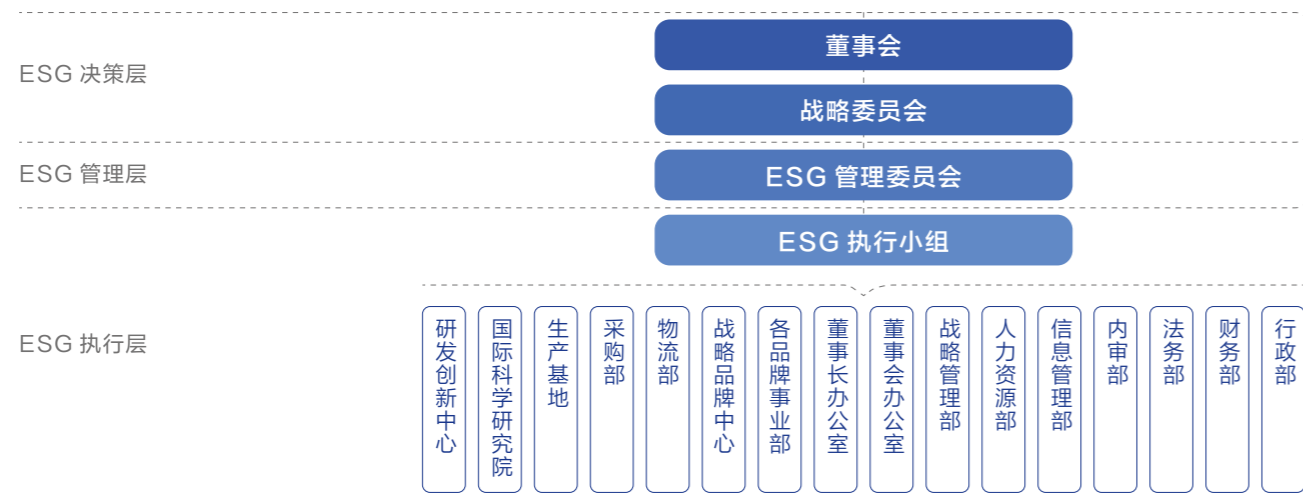 董事会
ESG 决策层
战略委员会
ESG 管理层
ESG 管理委员会
ESG 执行小组
ESG 执行层
研发创新中心
国际科学研究院
生产基地
采购部
物流部
战略品牌中心
各品牌事业部
董事长办公室
董事会办公室
战略管理部
人力资源部
信息管理部
内审部
法务部
财务部
行政部